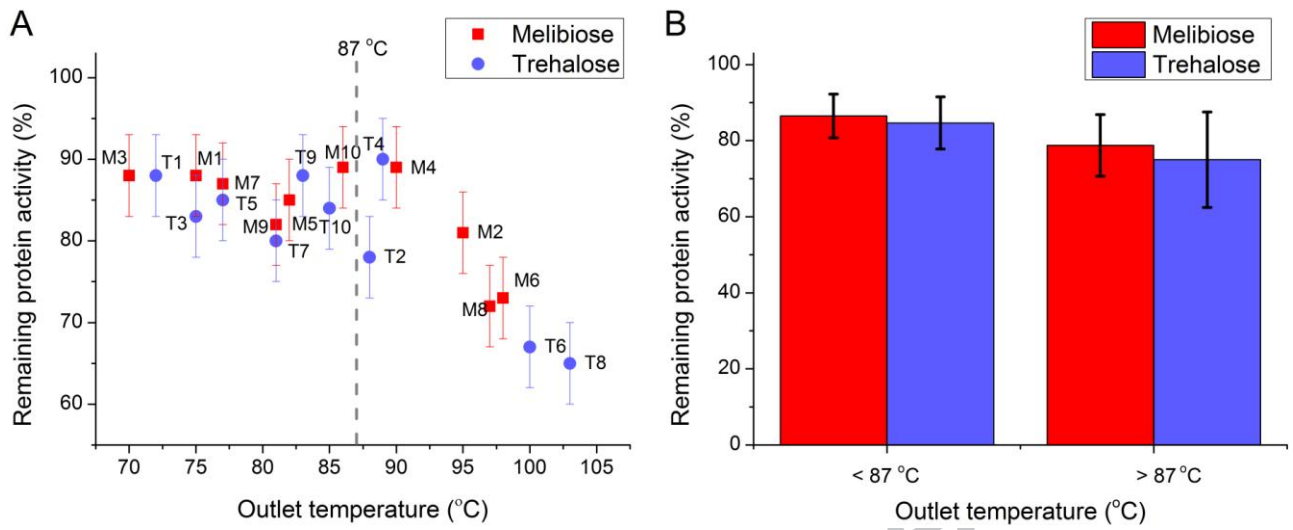 A
87 °C
Melibiose
Trehalose
Remaining protein activity (%)
100
90
80
70
60
M3
T1
M1
T9
M10
T4
M4
M7
T5
T3
M9
M5
T10
T7
T2
M2
M6
M8
T6
T8
70 75 80 85 90 95 100 105
Outlet temperature (°C)
B
Melibiose
Trehalose
Remaining protein activity (%)
100
80
60
40
20
0
< 87 °C > 87 °C
Outlet temperature (°C)